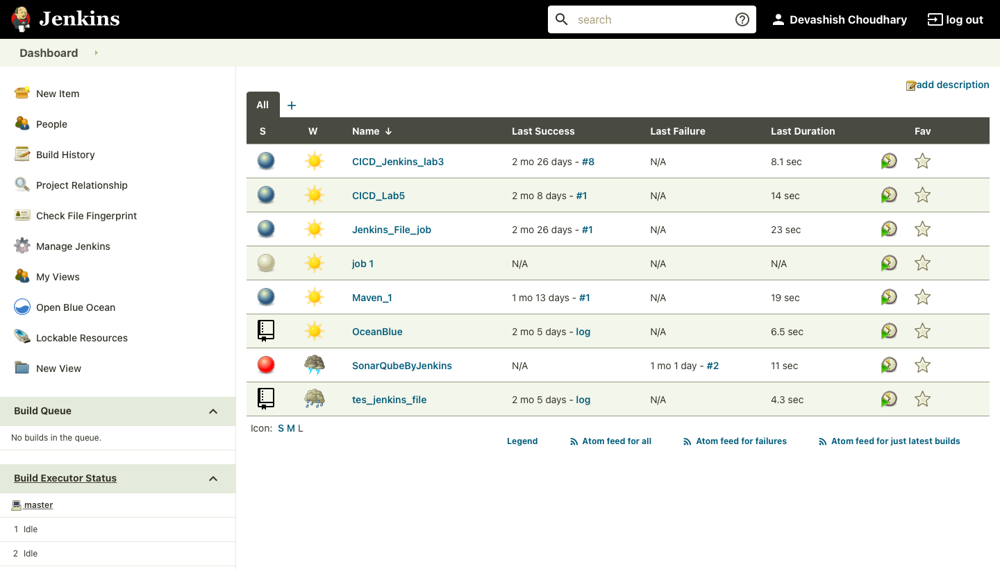 Jenkins search Devashish Choudhary log out
Dashboard
add description
New Item
People
Build History
Project Relationship
Check File Fingerprint
Manage Jenkins
My Views
Open Blue Ocean
Lockable Resources
New View
Build Queue
No builds in the queue.
Build Executor Status
master
1 Idle
2 Idle
All +
S W Name ↓ Last Success Last Failure Last Duration Fav
CICD_Jenkins_lab3 2 mo 26 days - #8 N/A 8.1 sec
CICD_Lab5 2 mo 8 days - #1 N/A 14 sec
Jenkins_File_job 2 mo 26 days - #1 N/A 23 sec
job 1 N/A N/A N/A
Maven_1 1 mo 13 days - #1 N/A 19 sec
OceanBlue 2 mo 5 days - log N/A 6.5 sec
SonarQubeByJenkins N/A 1 mo 1 day - #2 11 sec
tes_jenkins_file 2 mo 5 days - log N/A 4.3 sec
Icon: S M L
Legend Atom feed for all Atom feed for failures Atom feed for just latest builds